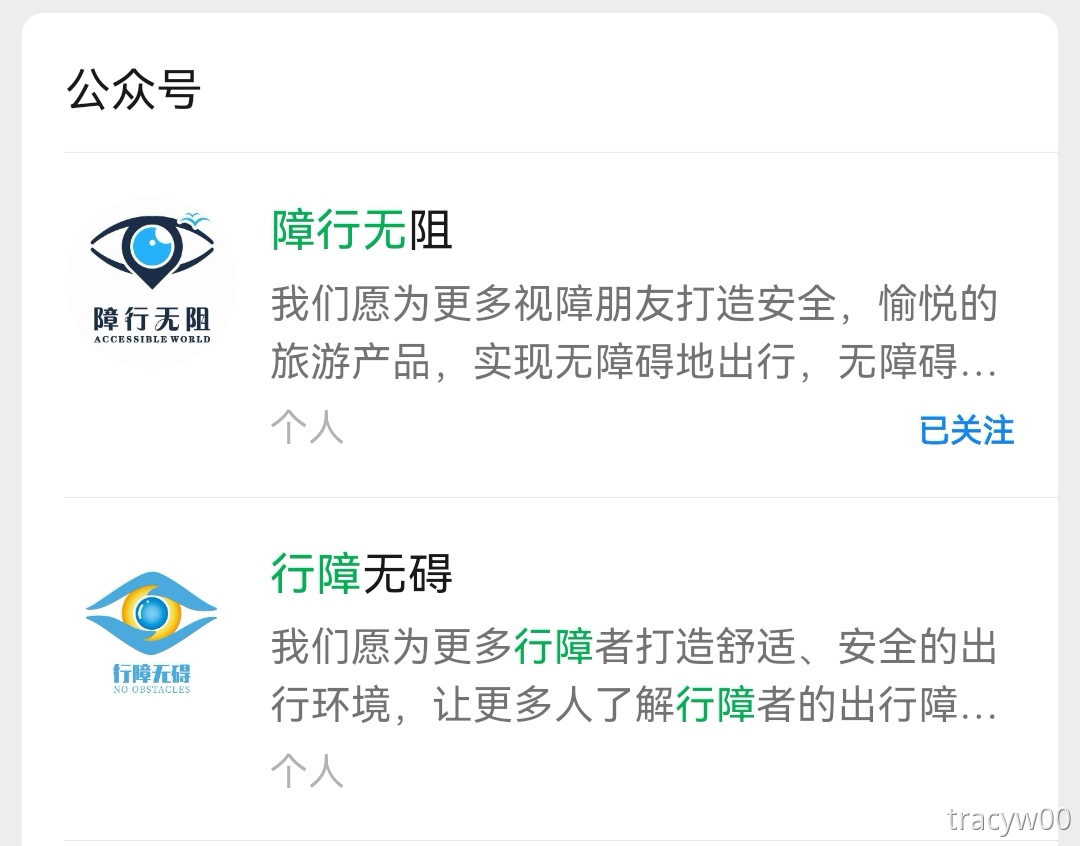 公众号
障行无阻
障行无阻
ACCESSIBLE WORLD
我们愿为更多视障朋友打造安全，愉悦的
旅游产品，实现无障碍地出行，无障碍...
个人
已关注
行障无碍
行障无碍
NO OBSTACLES
我们愿为更多行障者打造舒适、安全的出
行环境，让更多人了解行障者的出行障...
个人
tracyw00